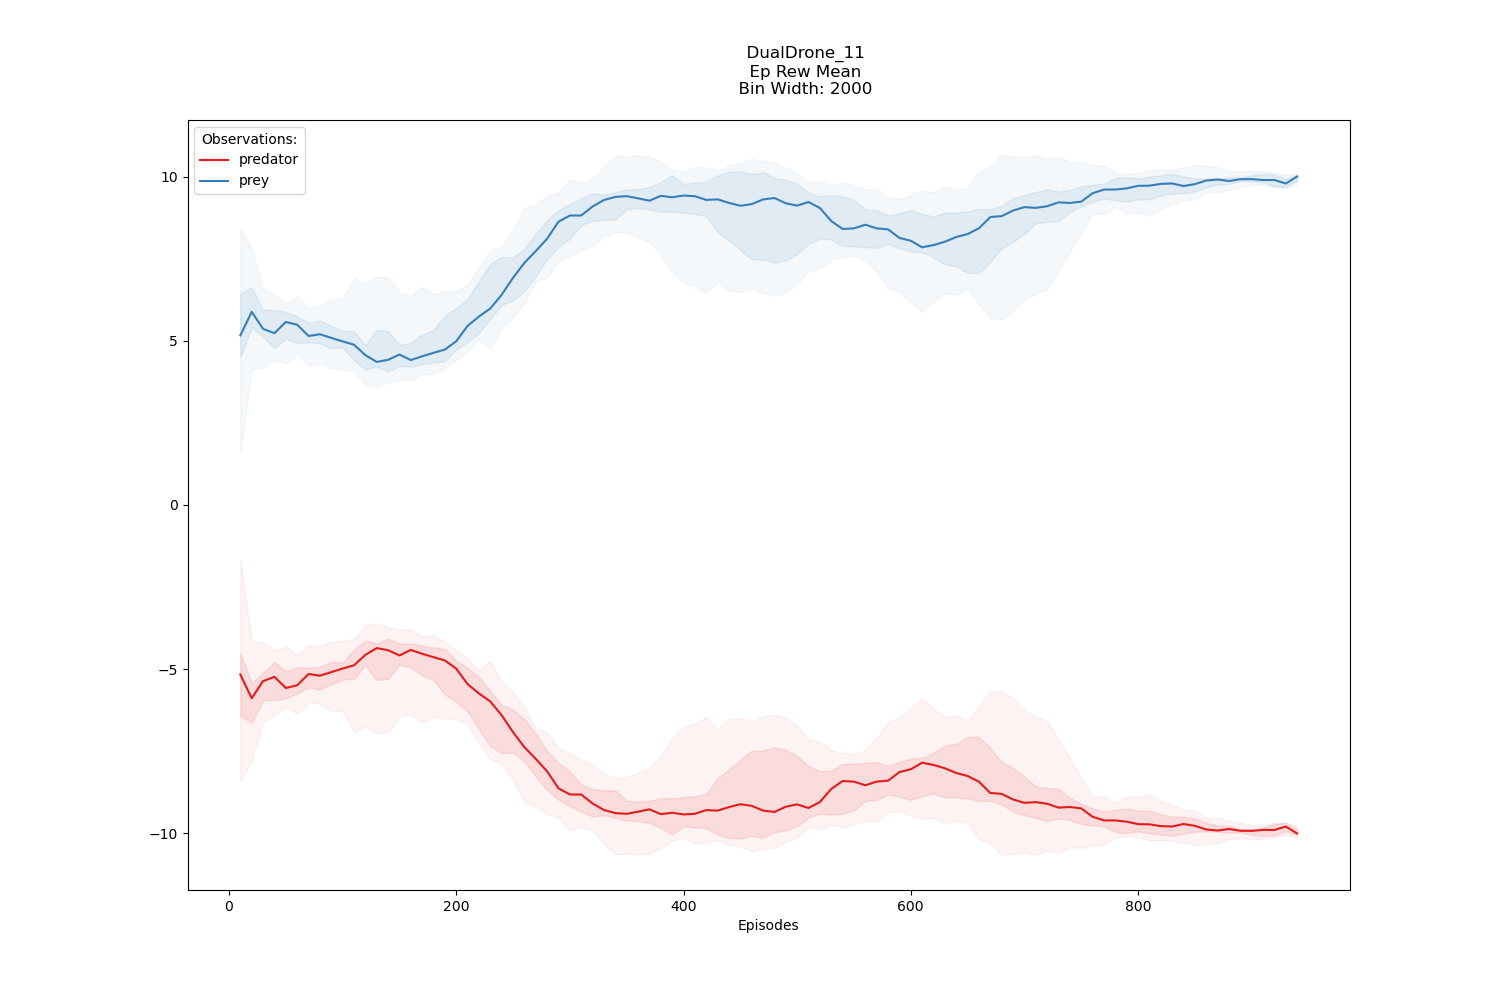 DualDrone_11
Ep Rew Mean
Bin Width: 2000
Observations:
predator
prey
10
5
0
−5
−10
0 200 400 600 800
Episodes